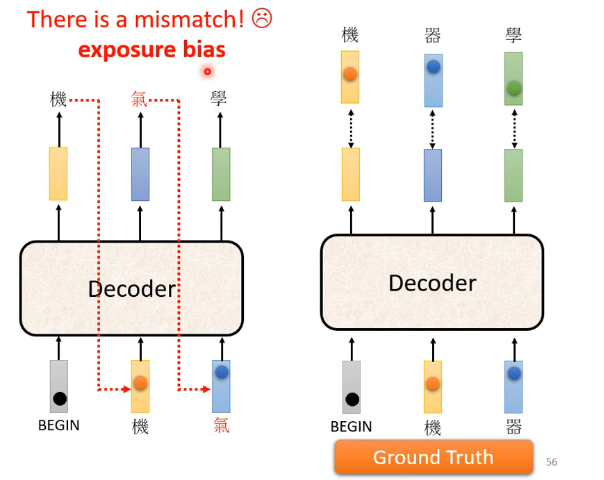 There is a mismatch! ☹
exposure bias
機 氣 學
Decoder
BEGIN 機 氣
機 器 學
Decoder
BEGIN 機 器
Ground Truth
56